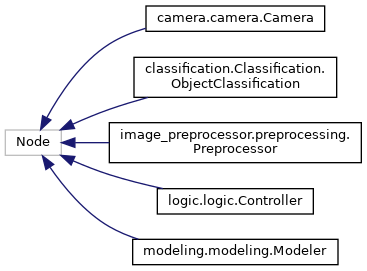 camera.camera.Camera
classification.Classification.
ObjectClassification
Node
image_preprocessor.preprocessing.
Preprocessor
logic.logic.Controller
modeling.modeling.Modeler